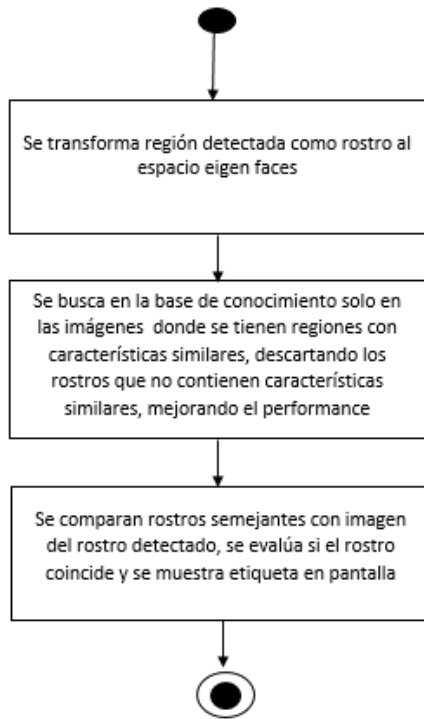 Se transforma región detectada como rostro al
espacio eigen faces
Se busca en la base de conocimiento solo en
las imágenes donde se tienen regiones con
características similares, descartando los
rostros que no contienen características
similares, mejorando el performance
Se comparan rostros semejantes con imagen
del rostro detectado, se evalúa si el rostro
coincide y se muestra etiqueta en pantalla